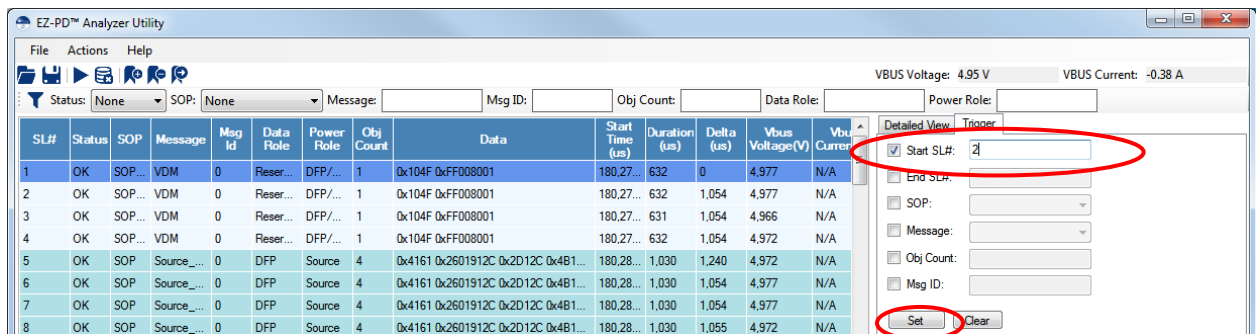 EZ-PD™ Analyzer Utility
File Actions Help
VBUS Voltage: 4.95 V VBUS Current: -0.38 A
Status: None SOP: None Message: Msg ID: Obj Count: Data Role: Power Role:
SL# Status SOP Message Msg Id Data Role Power Role Obj Count Data Start Time (us) Duration (us) Delta (us) Vbus Voltage(V) Vbu Curren
1 OK SOP... VDM 0 Reser... DFP/... 1 0x104F 0xFF008001 180,27... 632 0 4,977 N/A
2 OK SOP... VDM 0 Reser... DFP/... 1 0x104F 0xFF008001 180,27... 632 1,054 4,977 N/A
3 OK SOP... VDM 0 Reser... DFP/... 1 0x104F 0xFF008001 180,27... 631 1,054 4,966 N/A
4 OK SOP... VDM 0 Reser... DFP/... 1 0x104F 0xFF008001 180,27... 632 1,054 4,972 N/A
5 OK SOP Source_... 0 DFP Source 4 0x4161 0x2601912C 0x2D12C 0x4B1... 180,28... 1,030 1,240 4,972 N/A
6 OK SOP Source_... 0 DFP Source 4 0x4161 0x2601912C 0x2D12C 0x4B1... 180,28... 1,030 1,054 4,977 N/A
7 OK SOP Source_... 0 DFP Source 4 0x4161 0x2601912C 0x2D12C 0x4B1... 180,28... 1,030 1,054 4,977 N/A
8 OK SOP Source_... 0 DFP Source 4 0x4161 0x2601912C 0x2D12C 0x4B1... 180,28... 1,030 1,055 4,972 N/A
Detailed View Trigger
Start SL#: 2
End SL#:
SOP:
Message:
Obj Count:
Msg ID:
Set Clear